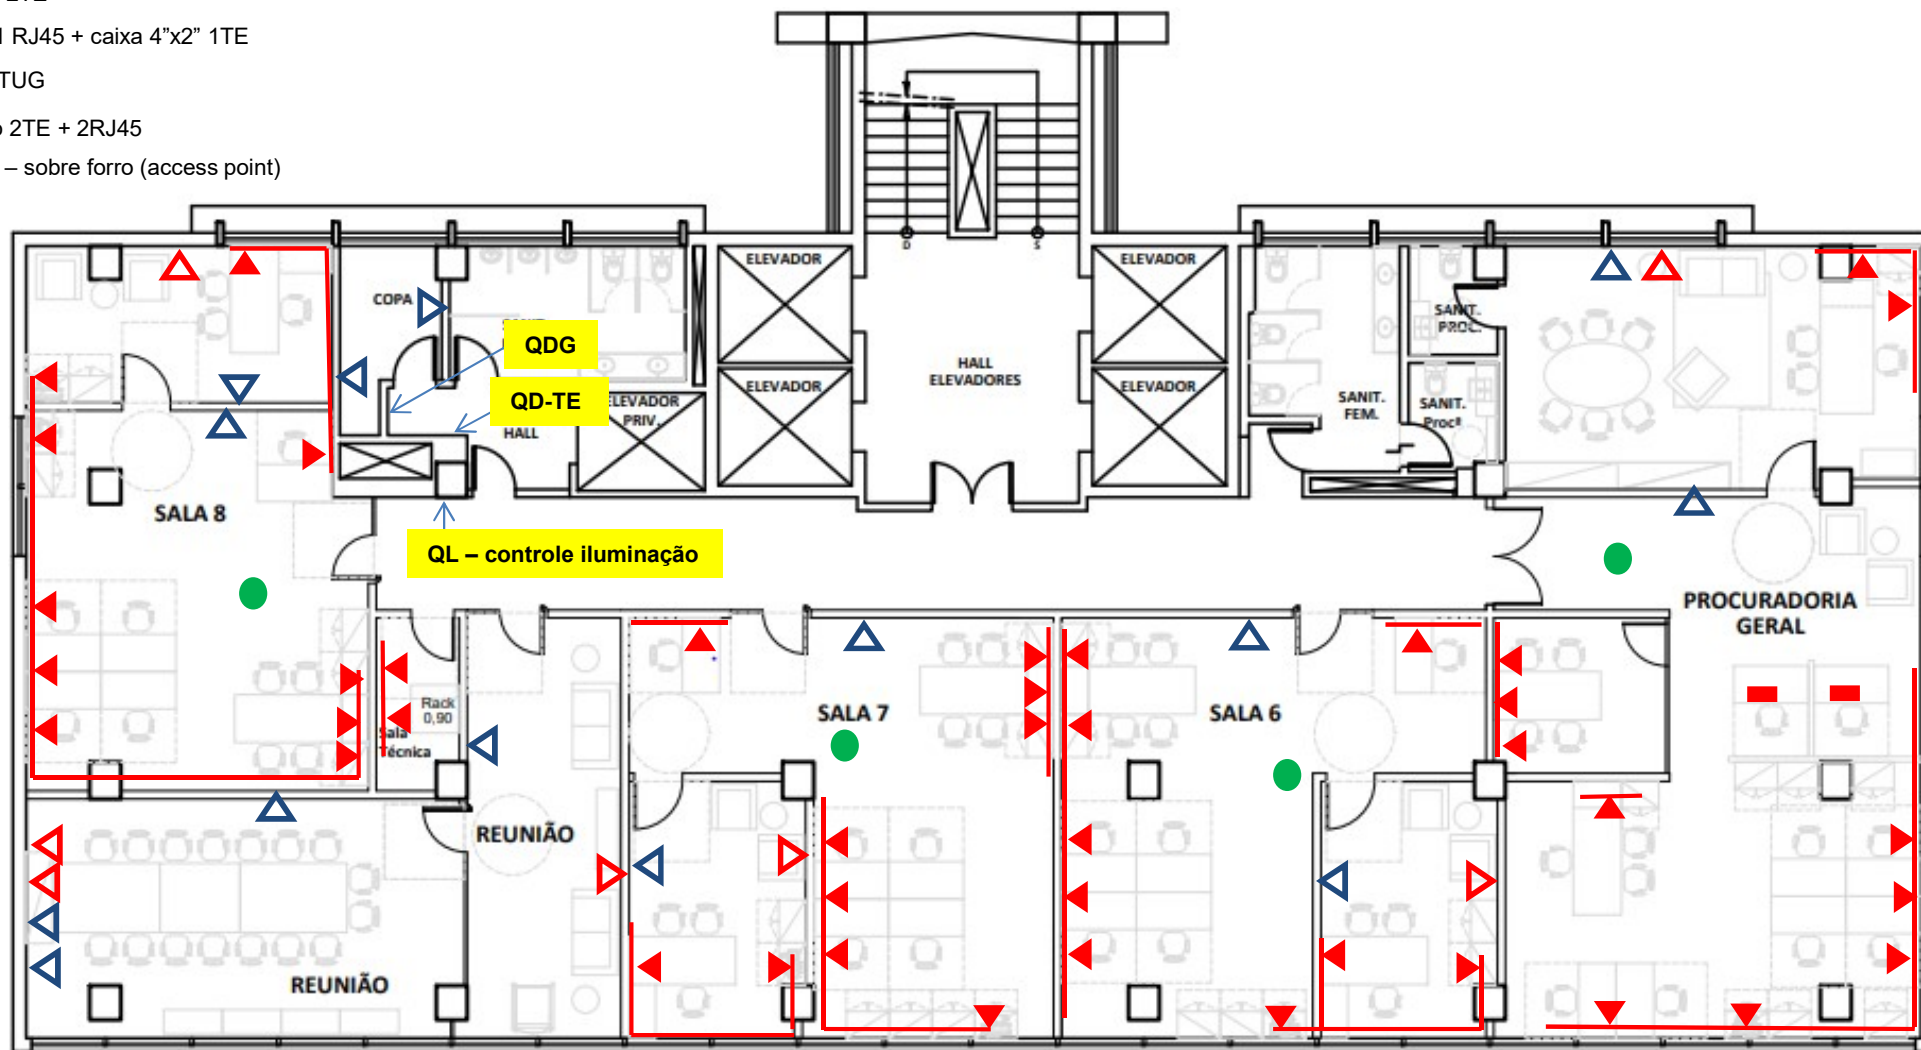 RJ45 + caixa 4”x2” 1TE
TUG
2TE + 2RJ45
– sobre forro (access point)
ELEVADOR
ELEVADOR
COPA
QDG
SANIT.
PROC.
HALL
ELEVADORES
ELEVADOR
ELEVADOR
QD-TE
ELEVADOR
PRIV.
HALL
SANIT.
FEM.
SANIT.
Procª
D
S
SALA 8
QL – controle iluminação
PROCURADORIA
GERAL
Rack
0,90
Sala
Técnica
SALA 7
SALA 6
REUNIÃO
REUNIÃO